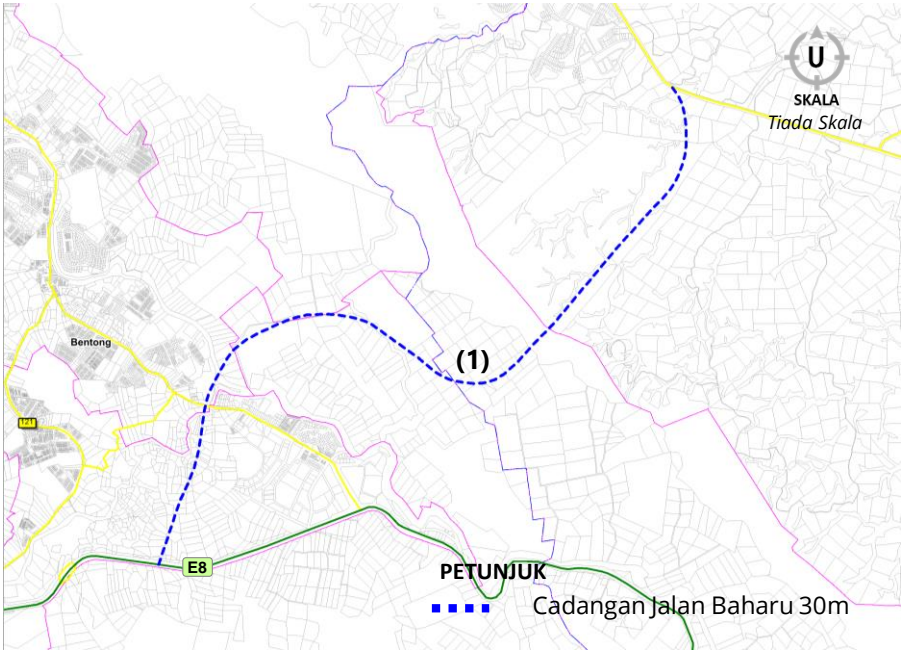 U
SKALA
Tiada Skala
(1)
Bentong
121
E8
PETUNJUK
Cadangan Jalan Baharu 30m